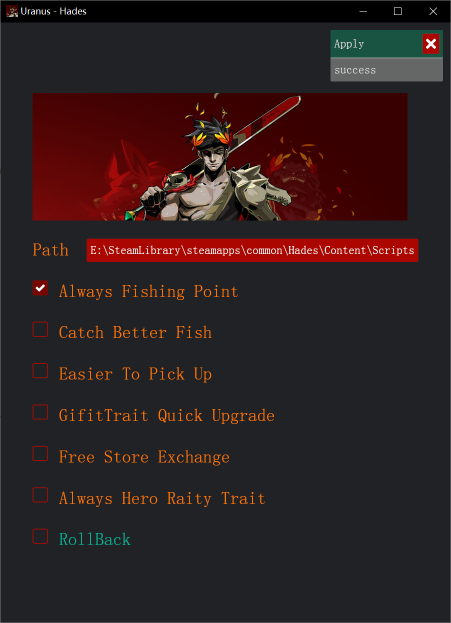 Uranus - Hades
Apply
success
Path E:\SteamLibrary\steamapps\common\Hades\Content\Scripts
Always Fishing Point
Catch Better Fish
Easier To Pick Up
GifitTrait Quick Upgrade
Free Store Exchange
Always Hero Raity Trait
RollBack